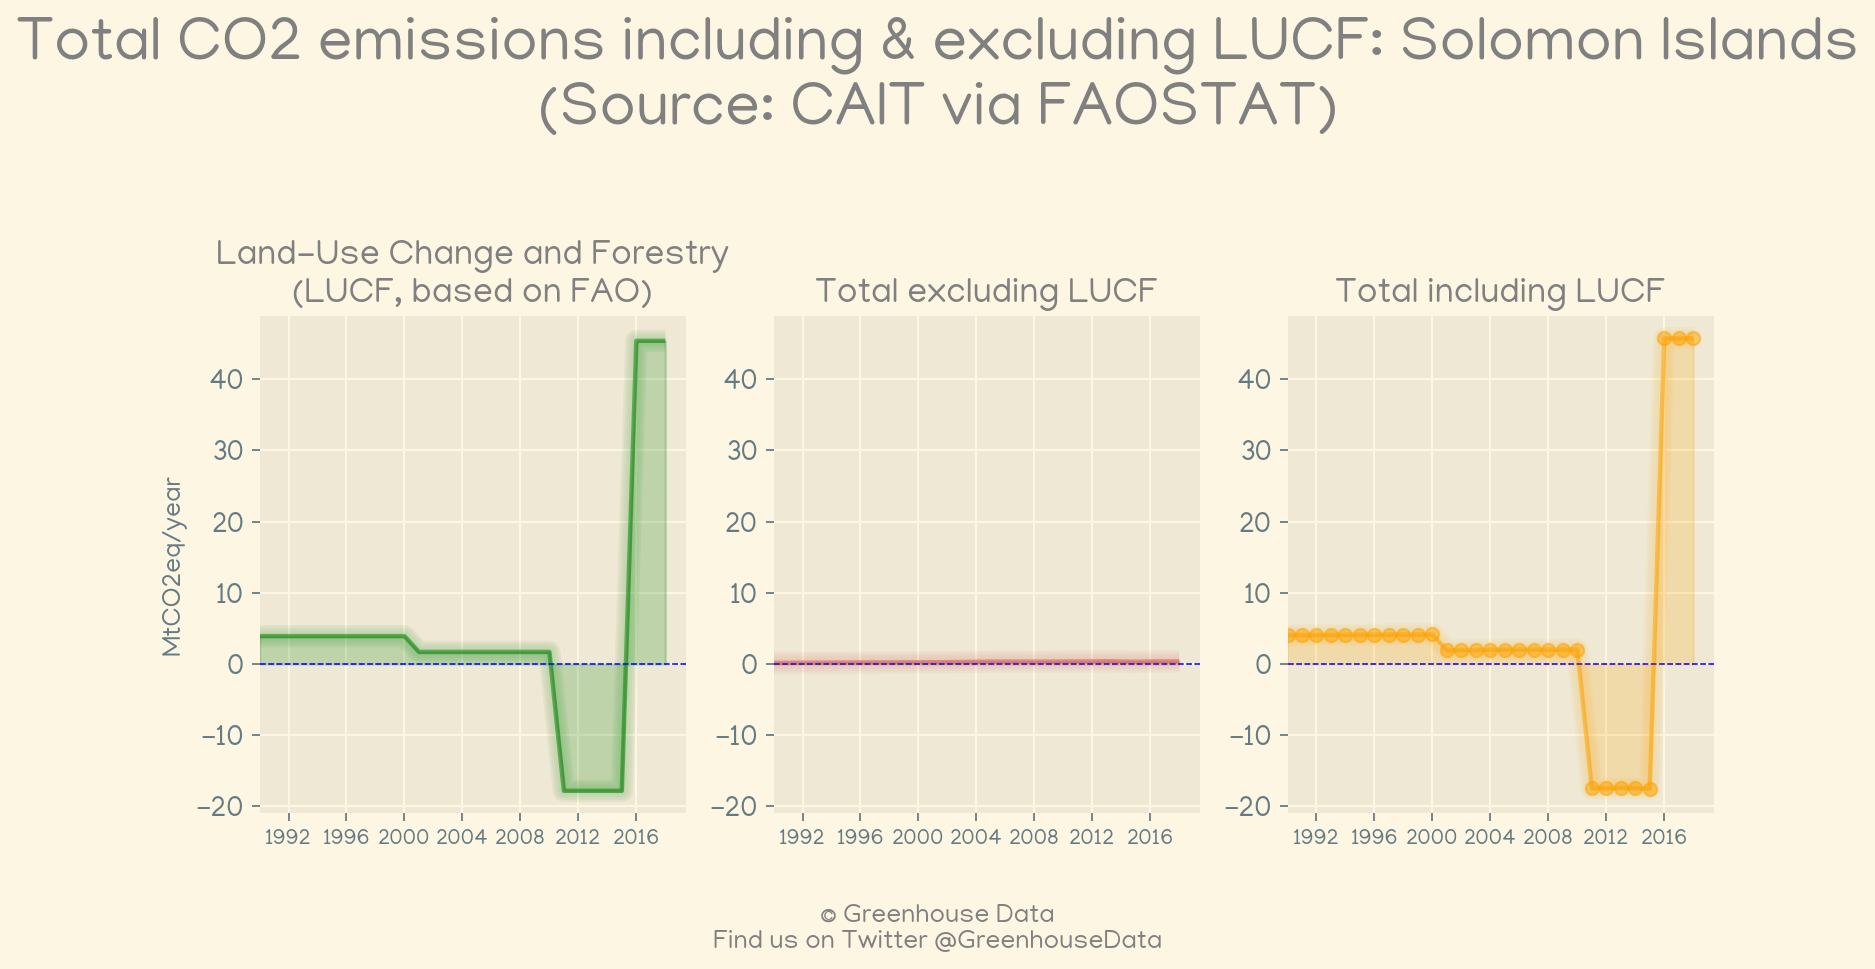 Total CO2 emissions including & excluding LUCF: Solomon Islands
(Source: CAIT via FAOSTAT)
Land-Use Change and Forestry
(LUCF, based on FAO)
MtCO2eq/year
40
30
20
10
0
−10
−20
1992 1996 2000 2004 2008 2012 2016
Total excluding LUCF
40
30
20
10
0
−10
−20
1992 1996 2000 2004 2008 2012 2016
Total including LUCF
40
30
20
10
0
−10
−20
1992 1996 2000 2004 2008 2012 2016
© Greenhouse Data
Find us on Twitter @GreenhouseData